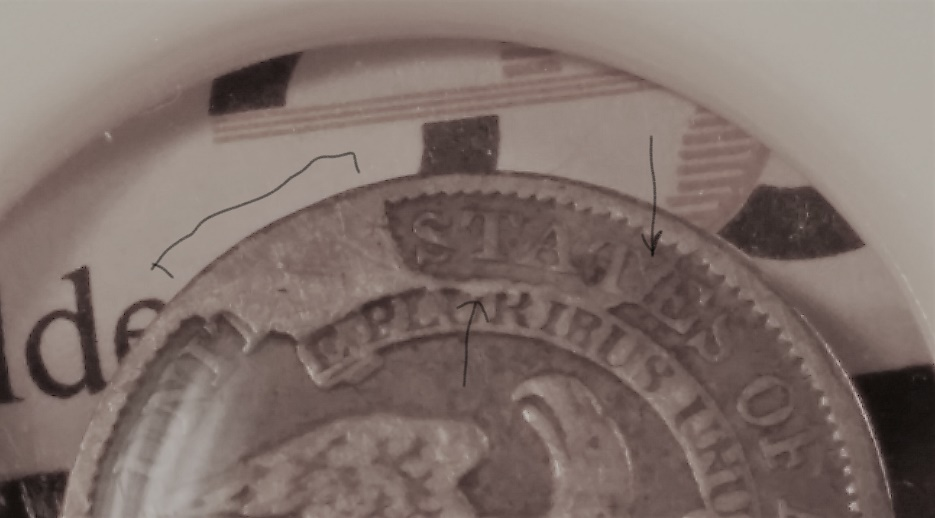 STATES OF
E PLURIBUS UNU
lde